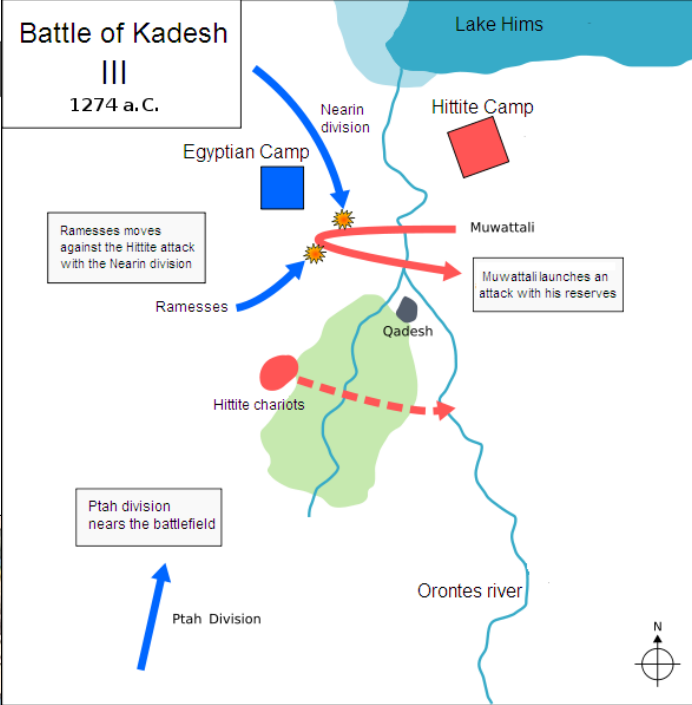 Battle of Kadesh
III
1274 a.C.
Lake Hims
Nearin
division
Hittite Camp
Egyptian Camp
Ramesses moves
against the Hittite attack
with the Nearin division
Muwattali
Muwattali launches an
attack with his reserves
Ramesses
Qadesh
Hittite chariots
Ptah division
nears the battlefield
Orontes river
Ptah Division
N